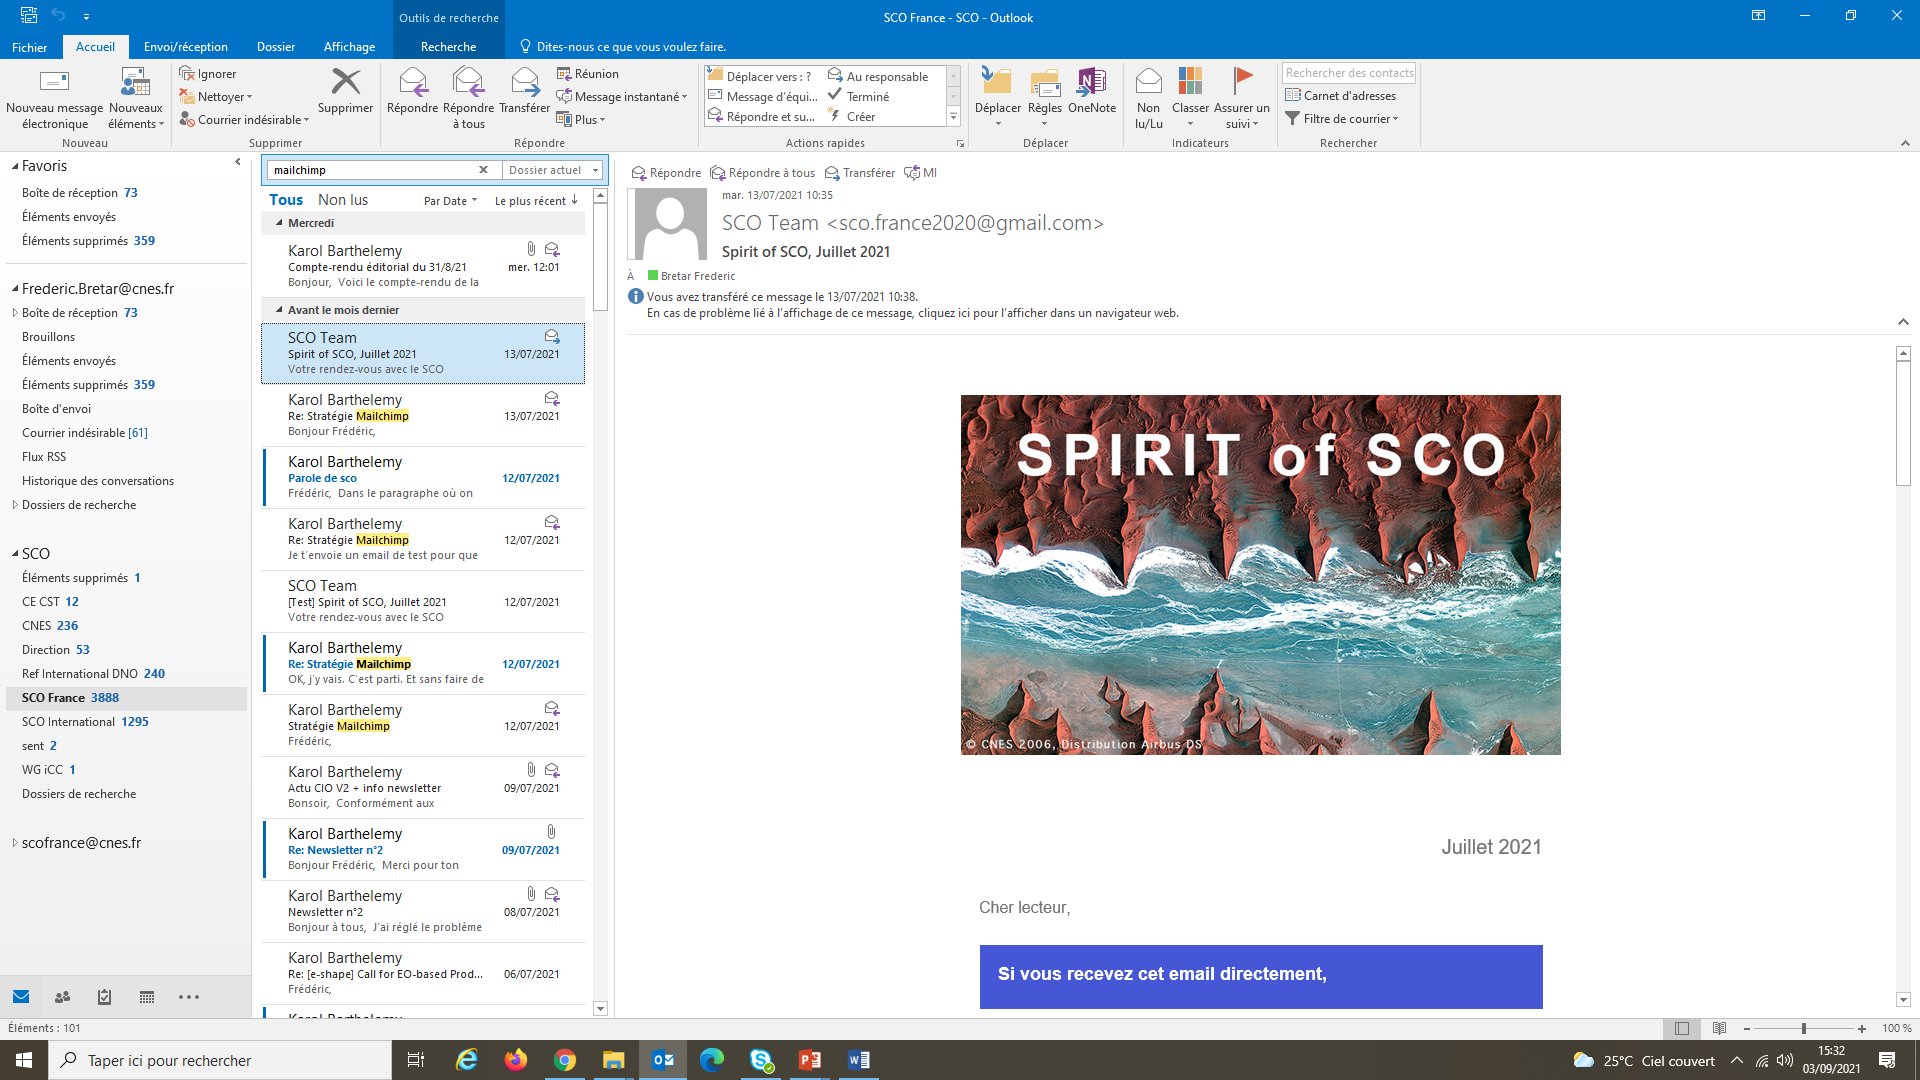 Outils de recherche
SCO France - SCO - Outlook
Fichier
Accueil
Envoi/réception
Dossier
Affichage
Recherche
Dites-nous ce que vous voulez faire.
Nouveau message électronique
Nouveaux éléments
Nouveau
Ignorer
Nettoyer
Courrier indésirable
Supprimer
Supprimer
Répondre
Répondre à tous
Transférer
Réunion
Message instantané
Plus
Répondre
Déplacer vers : ?
Message d'équi...
Répondre et su...
Au responsable
Terminé
Créer
Actions rapides
Déplacer
Règles
OneNote
Déplacer
Non lu/Lu
Classer
Assurer un suivi
Indicateurs
Rechercher des contacts
Carnet d'adresses
Filtre de courrier
Rechercher
Favoris
Boîte de réception 73
Éléments envoyés
Éléments supprimés 359
Frederic.Bretar@cnes.fr
Boîte de réception 73
Brouillons
Éléments envoyés
Éléments supprimés 359
Boîte d'envoi
Courrier indésirable [61]
Flux RSS
Historique des conversations
Dossiers de recherche
SCO
Éléments supprimés 1
CE CST 12
CNES 236
Direction 53
Ref International DNO 240
SCO France 3888
SCO International 1295
sent 2
WG iCC 1
Dossiers de recherche
scofrance@cnes.fr
mailchimp
Dossier actuel
Tous Non lus Par Date Le plus récent
Mercredi
Karol Barthelemy
Compte-rendu éditorial du 31/8/21 mer. 12:01
Bonjour, Voici le compte-rendu de la
Avant le mois dernier
SCO Team
Spirit of SCO, Juillet 2021 13/07/2021
Votre rendez-vous avec le SCO
Karol Barthelemy
Re: Stratégie Mailchimp 13/07/2021
Bonjour Frédéric,
Karol Barthelemy
Parole de sco 12/07/2021
Frédéric, Dans le paragraphe où on
Karol Barthelemy
Re: Stratégie Mailchimp 12/07/2021
Je t'envoie un email de test pour que
SCO Team
[Test] Spirit of SCO, Juillet 2021 12/07/2021
Votre rendez-vous avec le SCO
Karol Barthelemy
Re: Stratégie Mailchimp 12/07/2021
OK, j'y vais. C'est parti. Et sans faire de
Karol Barthelemy
Stratégie Mailchimp 12/07/2021
Frédéric,
Karol Barthelemy
Actu CIO V2 + info newsletter 09/07/2021
Bonsoir, Conformément aux
Karol Barthelemy
Re: Newsletter n°2 09/07/2021
Bonjour Frédéric, Merci pour ton
Karol Barthelemy
Newsletter n°2 08/07/2021
Bonjour à tous, J'ai réglé le problème
Karol Barthelemy
Re: [e-shape] Call for EO-based Prod... 06/07/2021
Frédéric,
Karol Barthelemy
Répondre Répondre à tous Transférer MI
mar. 13/07/2021 10:35
SCO Team <sco.france2020@gmail.com>
Spirit of SCO, Juillet 2021
À Bretar Frederic
Vous avez transféré ce message le 13/07/2021 10:38.
En cas de problème lié à l'affichage de ce message, cliquez ici pour l'afficher dans un navigateur web.
SPIRIT of SCO
© CNES 2006, Distribution Airbus DS
Juillet 2021
Cher lecteur,
Si vous recevez cet email directement,
Éléments : 101
100 %
Taper ici pour rechercher
25°C Ciel couvert
15:32
03/09/2021